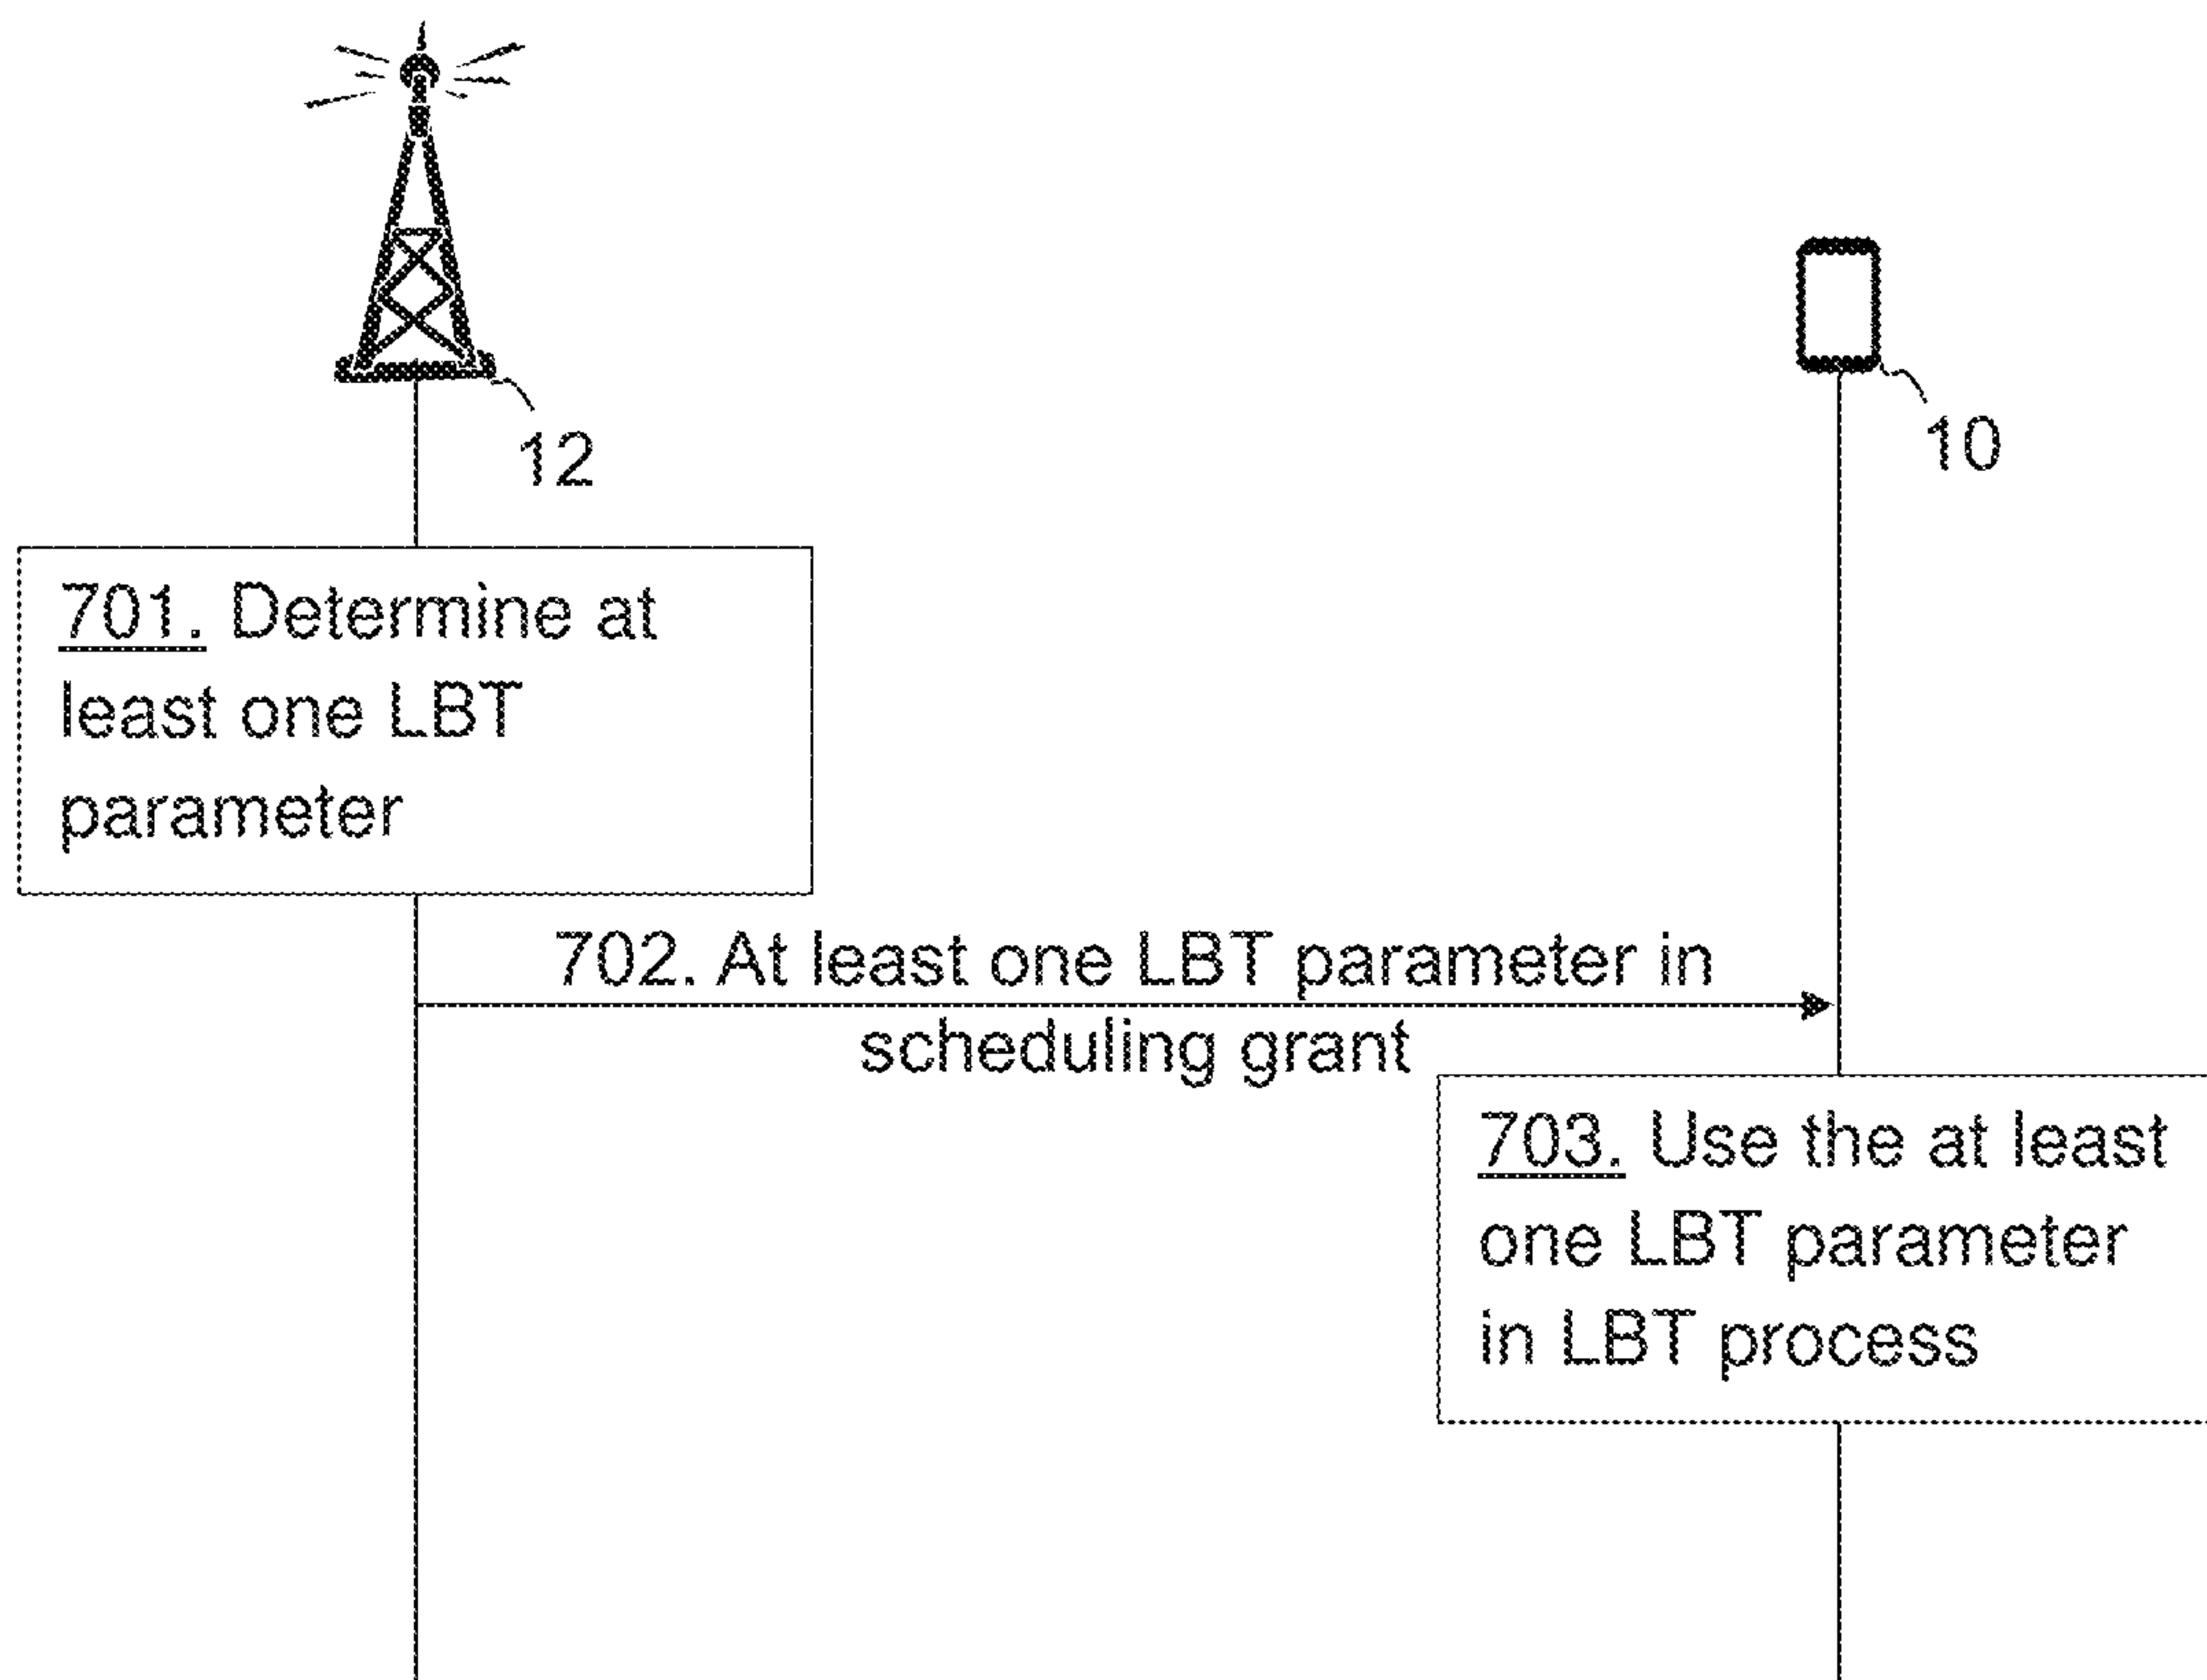 12
10
701. Determine at
least one LBT
parameter
702. At least one LBT parameter in
scheduling grant
703. Use the at least
one LBT parameter
in LBT process